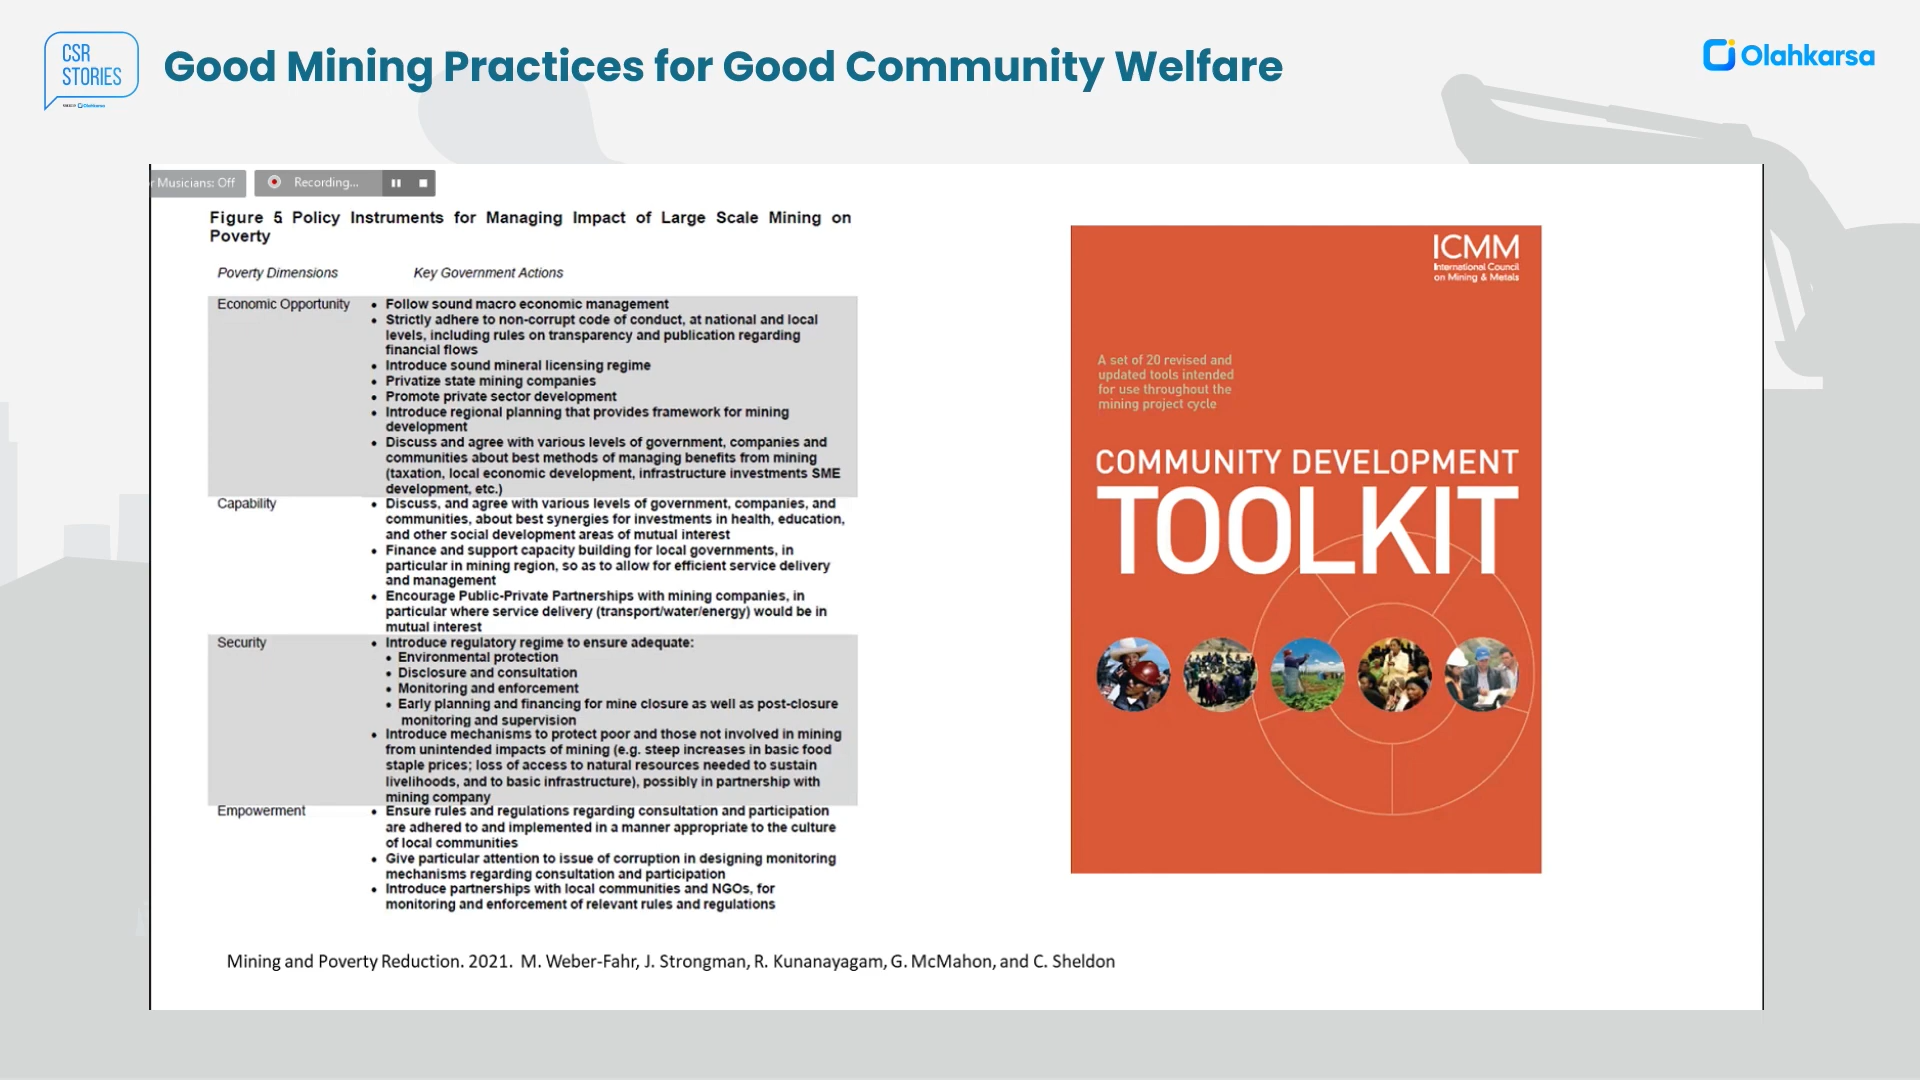 CSR
STORIES
Good Mining Practices for Good Community Welfare
Olahkarsa
r Musicians: Off
Recording...
Figure 5 Policy Instruments for Managing Impact of Large Scale Mining on
Poverty
Poverty Dimensions Key Government Actions
Economic Opportunity • Follow sound macro economic management
• Strictly adhere to non-corrupt code of conduct, at national and local
levels, including rules on transparency and publication regarding
financial flows
• Introduce sound mineral licensing regime
• Privatize state mining companies
• Promote private sector development
• Introduce regional planning that provides framework for mining
development
• Discuss and agree with various levels of government, companies and
communities about best methods of managing benefits from mining
(taxation, local economic development, infrastructure investments SME
development, etc.)
Capability • Discuss, and agree with various levels of government, companies, and
communities, about best synergies for investments in health, education,
and other social development areas of mutual interest
• Finance and support capacity building for local governments, in
particular in mining region, so as to allow for efficient service delivery
and management
• Encourage Public-Private Partnerships with mining companies, in
particular where service delivery (transport/water/energy) would be in
mutual interest
Security • Introduce regulatory regime to ensure adequate:
• Environmental protection
• Disclosure and consultation
• Monitoring and enforcement
• Early planning and financing for mine closure as well as post-closure
monitoring and supervision
• Introduce mechanisms to protect poor and those not involved in mining
from unintended impacts of mining (e.g. steep increases in basic food
staple prices; loss of access to natural resources needed to sustain
livelihoods, and to basic infrastructure), possibly in partnership with
mining company
Empowerment • Ensure rules and regulations regarding consultation and participation
are adhered to and implemented in a manner appropriate to the culture
of local communities
• Give particular attention to issue of corruption in designing monitoring
mechanisms regarding consultation and participation
• Introduce partnerships with local communities and NGOs, for
monitoring and enforcement of relevant rules and regulations
ICMM
International Council
on Mining & Metals
A set of 20 revised and
updated tools intended
for use throughout the
mining project cycle
COMMUNITY DEVELOPMENT
TOOLKIT
Mining and Poverty Reduction. 2021. M. Weber-Fahr, J. Strongman, R. Kunanayagam, G. McMahon, and C. Sheldon